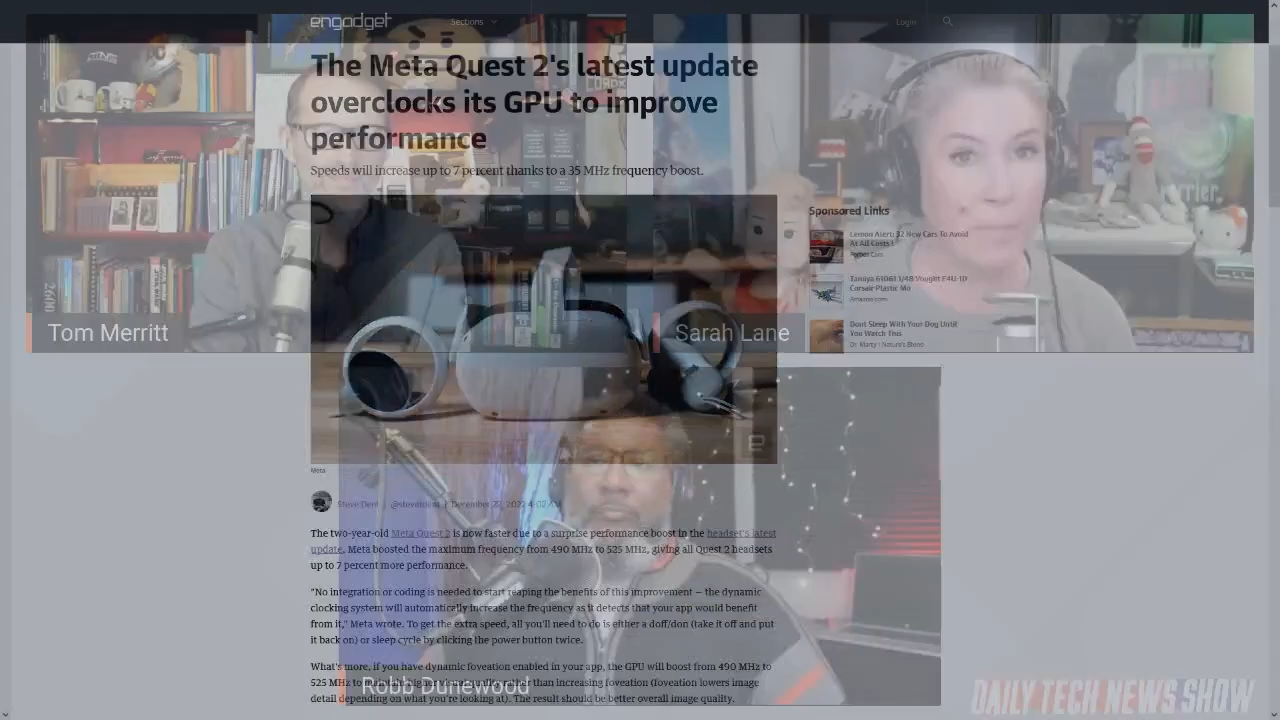 engadget
Sections
Login
The Meta Quest 2's latest update
overclocks its GPU to improve
performance
Speeds will increase up to 7 percent thanks to a 35 MHz frequency boost.
Sponsored Links
Lemon Alert: 32 New Cars To Avoid
At All Costs!
Forbes Cars
Tamiya 61061 1/48 Vought F4U-1D
Corsair Plastic Mo
Amazon.com
Dont Sleep With Your Dog Until
You Watch This
Dr. Marty | Nature's Blend
Tom Merritt
Sarah Lane
Meta
Steve Dent | @stevetdent | December 27, 2022 4:02 AM
The two-year-old Meta Quest 2 is now faster due to a surprise performance boost in the headset's latest
update. Meta boosted the maximum frequency from 490 MHz to 525 MHz, giving all Quest 2 headsets
up to 7 percent more performance.
"No integration or coding is needed to start reaping the benefits of this improvement — the dynamic
clocking system will automatically increase the frequency as it detects that your app would benefit
from it," Meta wrote. To get the extra speed, all you'll need to do is either a doff/don (take it off and put
it back on) or sleep cycle by clicking the power button twice.
What's more, if you have dynamic foveation enabled in your app, the GPU will boost from 490 MHz to
525 MHz to maintain higher visual quality rather than increasing foveation (foveation lowers image
detail depending on what you're looking at). The result should be better overall image quality.
Robb Dunewood
DAILY TECH NEWS SHOW
2600